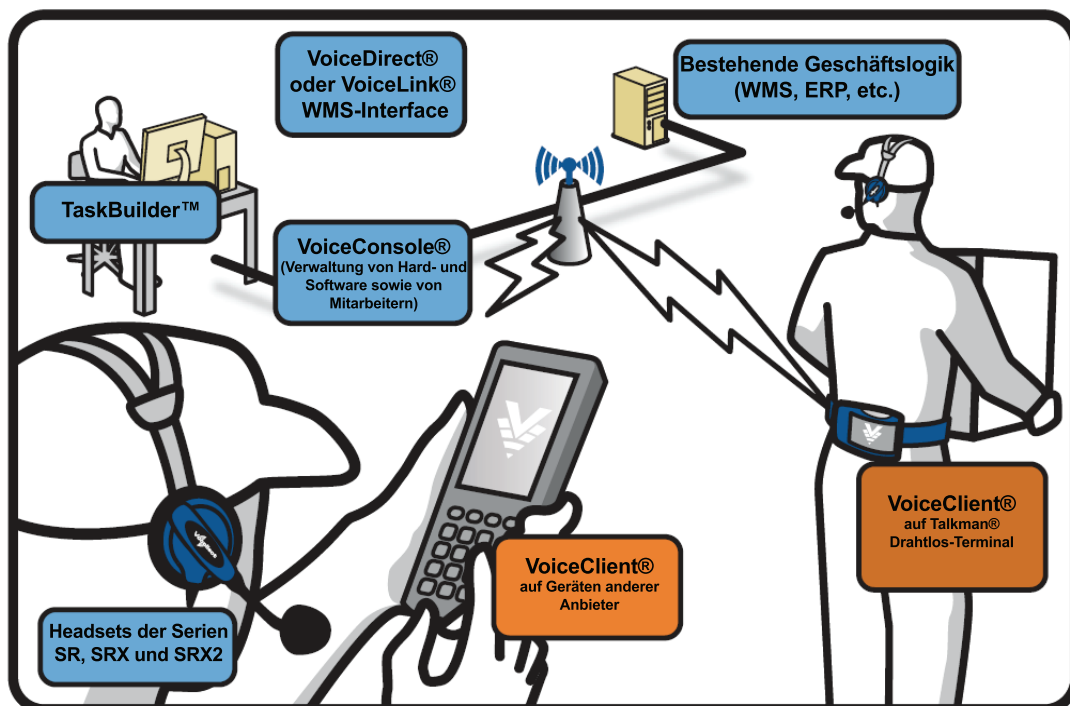 VoiceDirect®
oder VoiceLink®
WMS-Interface
Bestehende Geschäftslogik
(WMS, ERP, etc.)
TaskBuilder™
VoiceConsole®
(Verwaltung von Hard- und
Software sowie von
Mitarbeitern)
VoiceClient®
auf Talkman®
Drahtlos-Terminal
VoiceClient®
auf Geräten anderer
Anbieter
Headsets der Serien
SR, SRX und SRX2